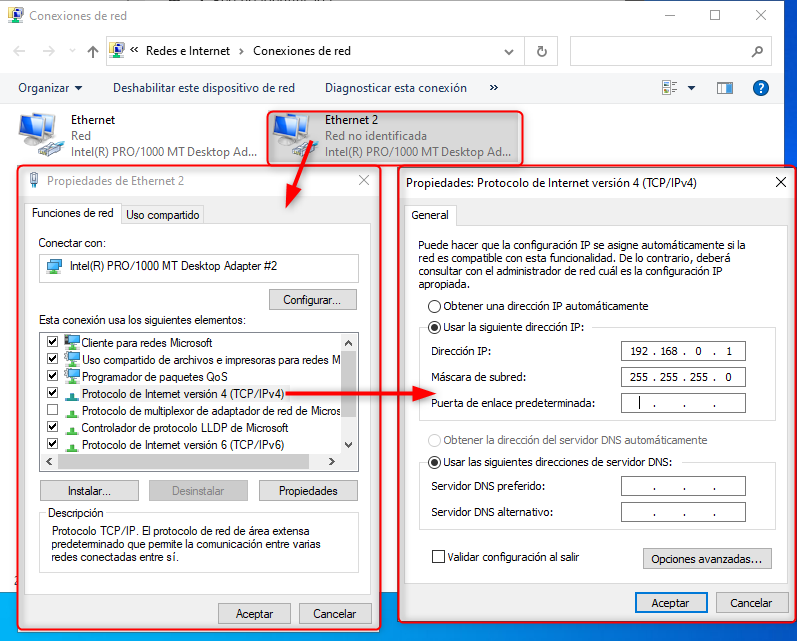 Conexiones de red
« Redes e Internet › Conexiones de red
Organizar Deshabilitar este dispositivo de red Diagnosticar esta conexión »
Ethernet
Red
Intel(R) PRO/1000 MT Desktop Ad...
Ethernet 2
Red no identificada
Intel(R) PRO/1000 MT Desktop Ad...
Propiedades de Ethernet 2
Funciones de red Uso compartido
Conectar con:
Intel(R) PRO/1000 MT Desktop Adapter #2
Configurar...
Esta conexión usa los siguientes elementos:
Cliente para redes Microsoft
Uso compartido de archivos e impresoras para redes M
Programador de paquetes QoS
Protocolo de Internet versión 4 (TCP/IPv4)
Protocolo de multiplexor de adaptador de red de Micros
Controlador de protocolo LLDP de Microsoft
Protocolo de Internet versión 6 (TCP/IPv6)
Instalar... Desinstalar Propiedades
Descripción
Protocolo TCP/IP. El protocolo de red de área extensa
predeterminado que permite la comunicación entre varias
redes conectadas entre sí.
Aceptar Cancelar
Propiedades: Protocolo de Internet versión 4 (TCP/IPv4)
General
Puede hacer que la configuración IP se asigne automáticamente si la
red es compatible con esta funcionalidad. De lo contrario, deberá
consultar con el administrador de red cuál es la configuración IP
apropiada.
Obtener una dirección IP automáticamente
Usar la siguiente dirección IP:
Dirección IP: 192 . 168 . 0 . 1
Máscara de subred: 255 . 255 . 255 . 0
Puerta de enlace predeterminada: . . .
Obtener la dirección del servidor DNS automáticamente
Usar las siguientes direcciones de servidor DNS:
Servidor DNS preferido: . . .
Servidor DNS alternativo: . . .
Validar configuración al salir
Opciones avanzadas...
Aceptar Cancelar